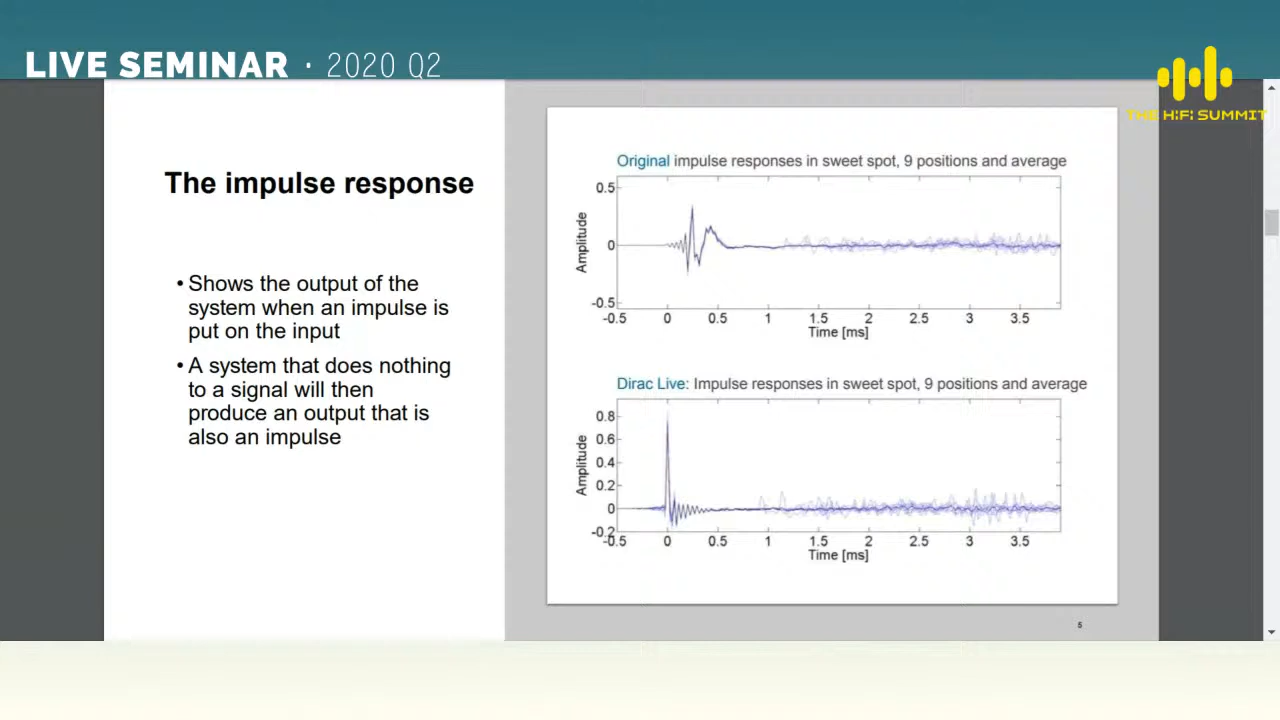 LIVE SEMINAR · 2020 Q2
THE HIFI SUMMIT
The impulse response
• Shows the output of the
system when an impulse is
put on the input
• A system that does nothing
to a signal will then
produce an output that is
also an impulse
Original impulse responses in sweet spot, 9 positions and average
0.5
0
-0.5
Amplitude
-0.5 0 0.5 1 1.5 2 2.5 3 3.5
Time [ms]
Dirac Live: Impulse responses in sweet spot, 9 positions and average
0.8
0.6
0.4
0.2
0
-0.2
Amplitude
-0.5 0 0.5 1 1.5 2 2.5 3 3.5
Time [ms]
5